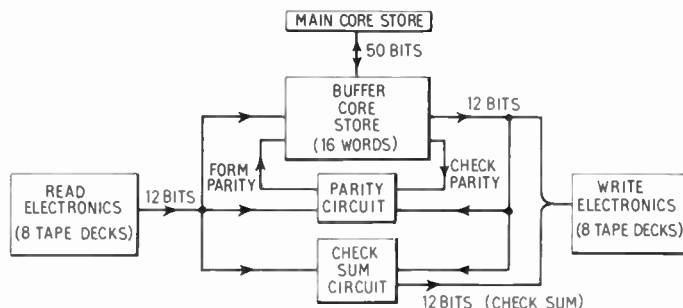 MAIN CORE STORE
50 BITS
BUFFER
CORE
STORE
(16 WORDS)
12 BITS
FORM
PARITY
CHECK
PARITY
READ
ELECTRONICS
(8 TAPE DECKS)
12 BITS
PARITY
CIRCUIT
WRITE
ELECTRONICS
(8 TAPE DECKS)
CHECK
SUM
CIRCUIT
12 BITS (CHECK SUM)